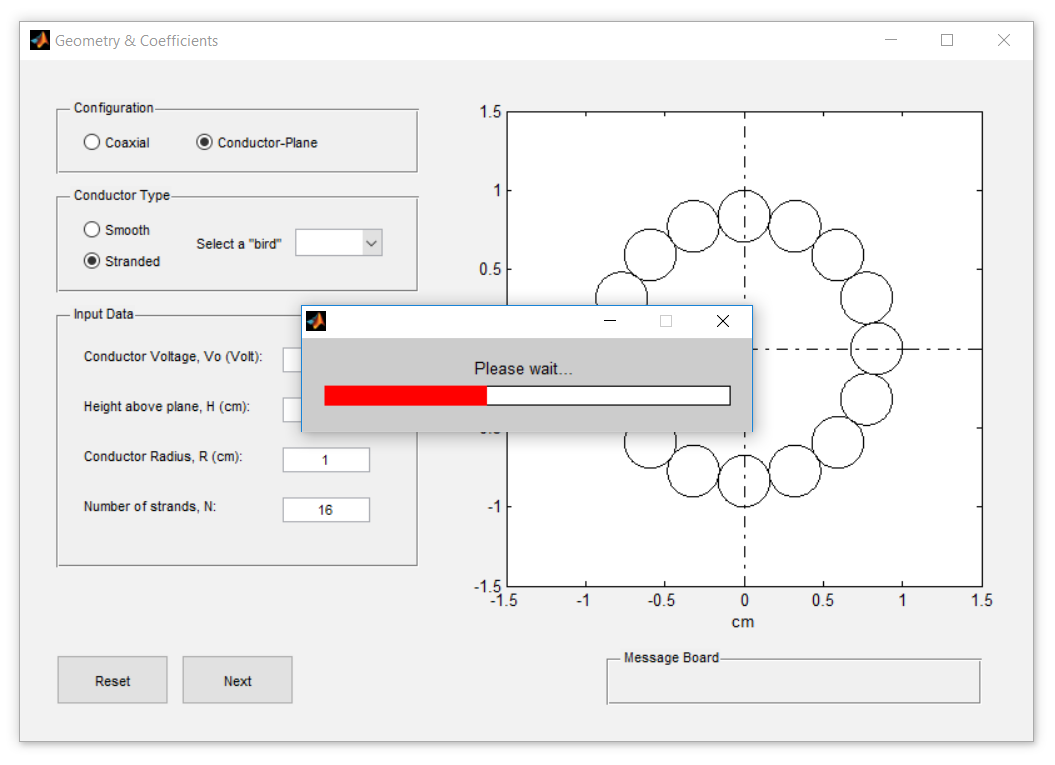 Geometry & Coefficients
Configuration
Coaxial
Conductor-Plane
Conductor Type
Smooth
Stranded
Select a "bird"
Input Data
Conductor Voltage, Vo (Volt):
Height above plane, H (cm):
Conductor Radius, R (cm):
1
Number of strands, N:
16
Reset
Next
Please wait...
1.5
1
0.5
-1
-1.5
-1.5
-1
-0.5
0
0.5
1
1.5
cm
Message Board